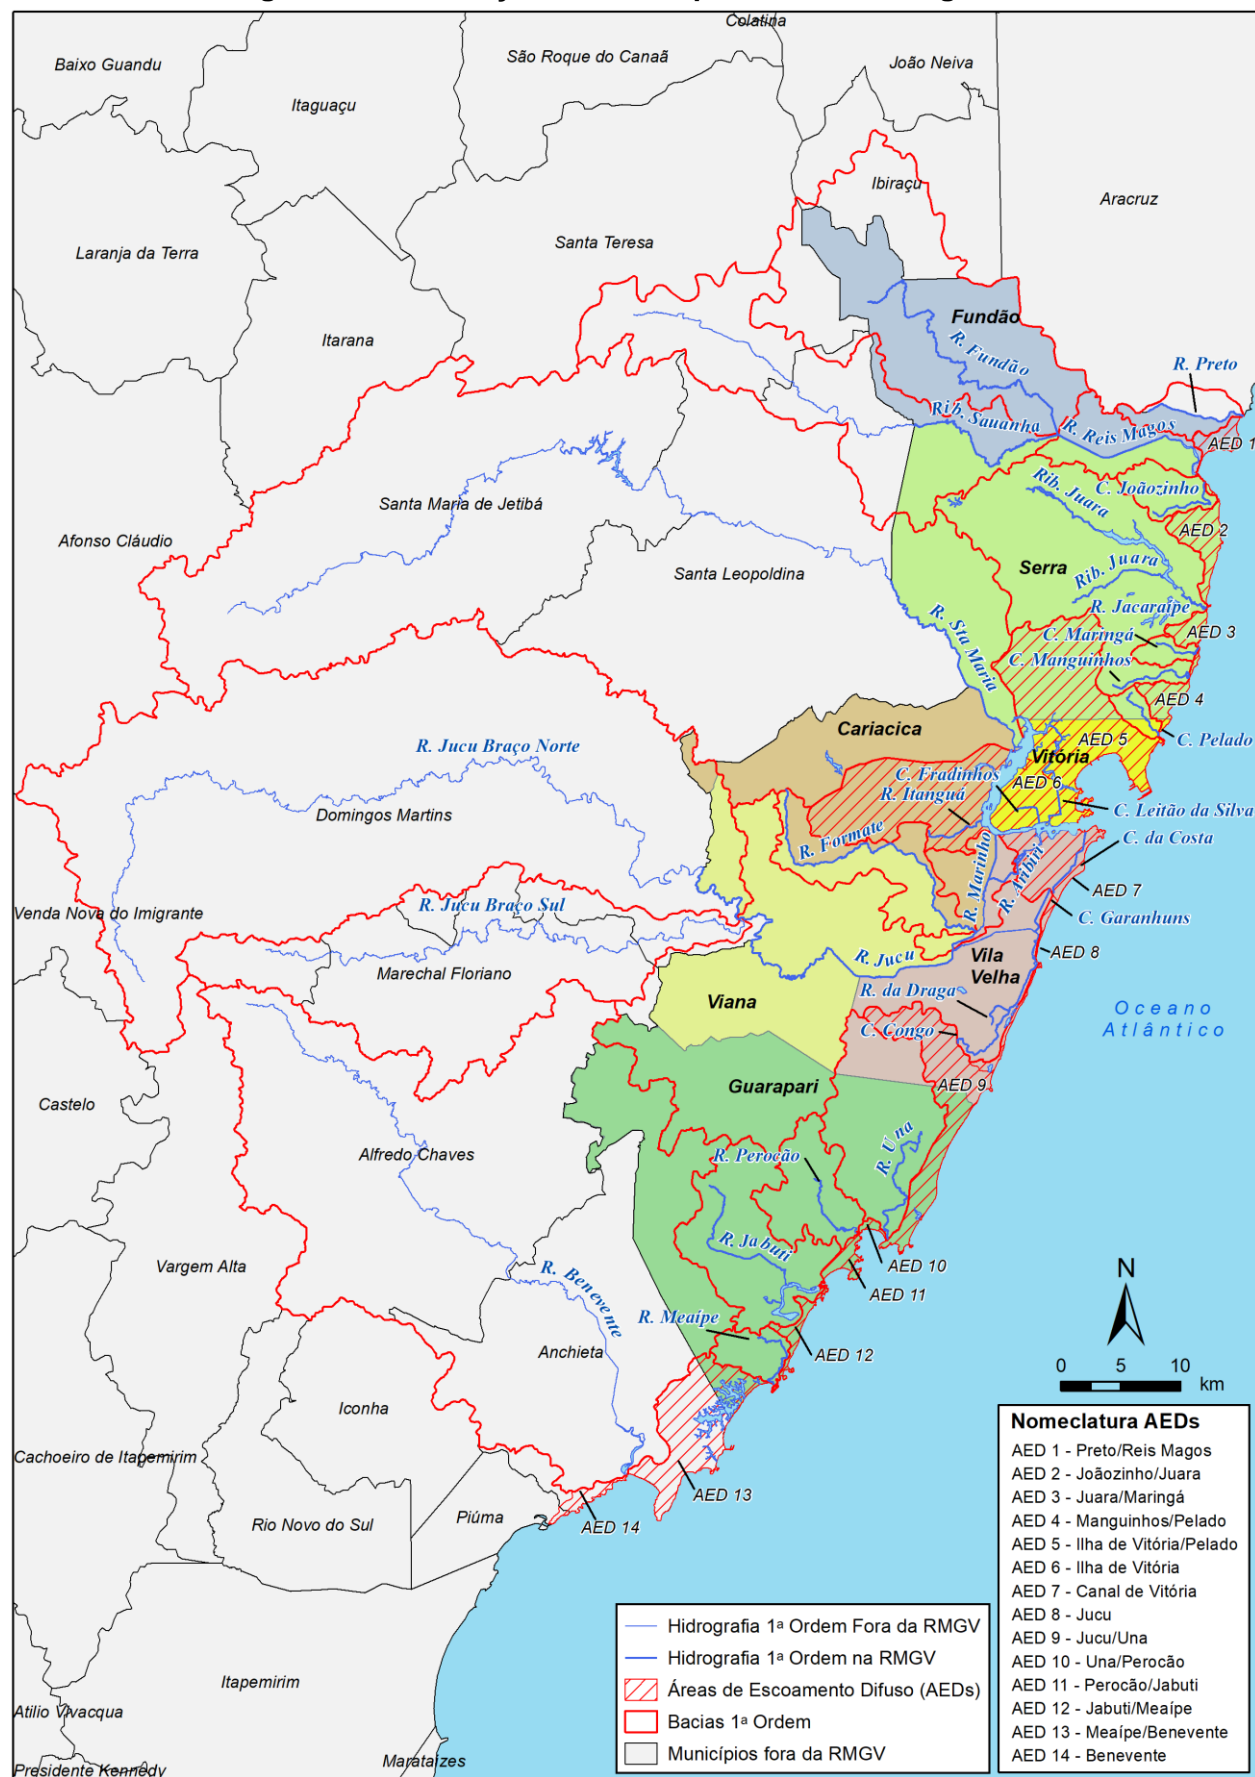 Colatina
Baixo Guandu
São Roque do Canaã
João Neiva
Itaguaçu
Ibiraçu
Aracruz
Laranja da Terra
Santa Teresa
Itarana
Fundão
R. Fundão
R. Preto
Rib. Sauanha
R. Reis Magos
AED 1
C. Joãozinho
Rib. Juara
Santa Maria de Jetibá
AED 2
Afonso Cláudio
Santa Leopoldina
Serra
Rib. Juara
R. Jacaraípe
R. Sta Maria
C. Maringá
AED 3
C. Manguinhos
AED 4
Cariacica
AED 5
C. Pelado
R. Jucu Braço Norte
Vitória
C. Fradinhos
AED 6
R. Itanguá
C. Leitão da Silva
Domingos Martins
R. Formate
R. Marinho
R. Aribiri
C. da Costa
AED 7
Venda Nova do Imigrante
R. Jucu Braço Sul
C. Garanhuns
R. Jucu
Vila
Velha
AED 8
Marechal Floriano
R. da Draga
Viana
Oceano
Atlântico
C. Congo
Guarapari
AED 9
Castelo
R. Una
Alfredo Chaves
R. Perocão
R. Jabuti
AED 10
Vargem Alta
R. Benevente
AED 11
N
R. Meaípe
Anchieta
AED 12
0 5 10
km
Iconha
Cachoeiro de Itapemirim
AED 13
Rio Novo do Sul
Piúma
AED 14
Itapemirim
Atilio Vivacqua
Marataízes
Presidente Kennedy
Nomeclatura AEDs
AED 1 - Preto/Reis Magos
AED 2 - Joãozinho/Juara
AED 3 - Juara/Maringá
AED 4 - Manguinhos/Pelado
AED 5 - Ilha de Vitória/Pelado
AED 6 - Ilha de Vitória
AED 7 - Canal de Vitória
AED 8 - Jucu
AED 9 - Jucu/Una
AED 10 - Una/Perocão
AED 11 - Perocão/Jabuti
AED 12 - Jabuti/Meaípe
AED 13 - Meaípe/Benevente
AED 14 - Benevente
Hidrografia 1ª Ordem Fora da RMGV
Hidrografia 1ª Ordem na RMGV
Áreas de Escoamento Difuso (AEDs)
Bacias 1ª Ordem
Municípios fora da RMGV